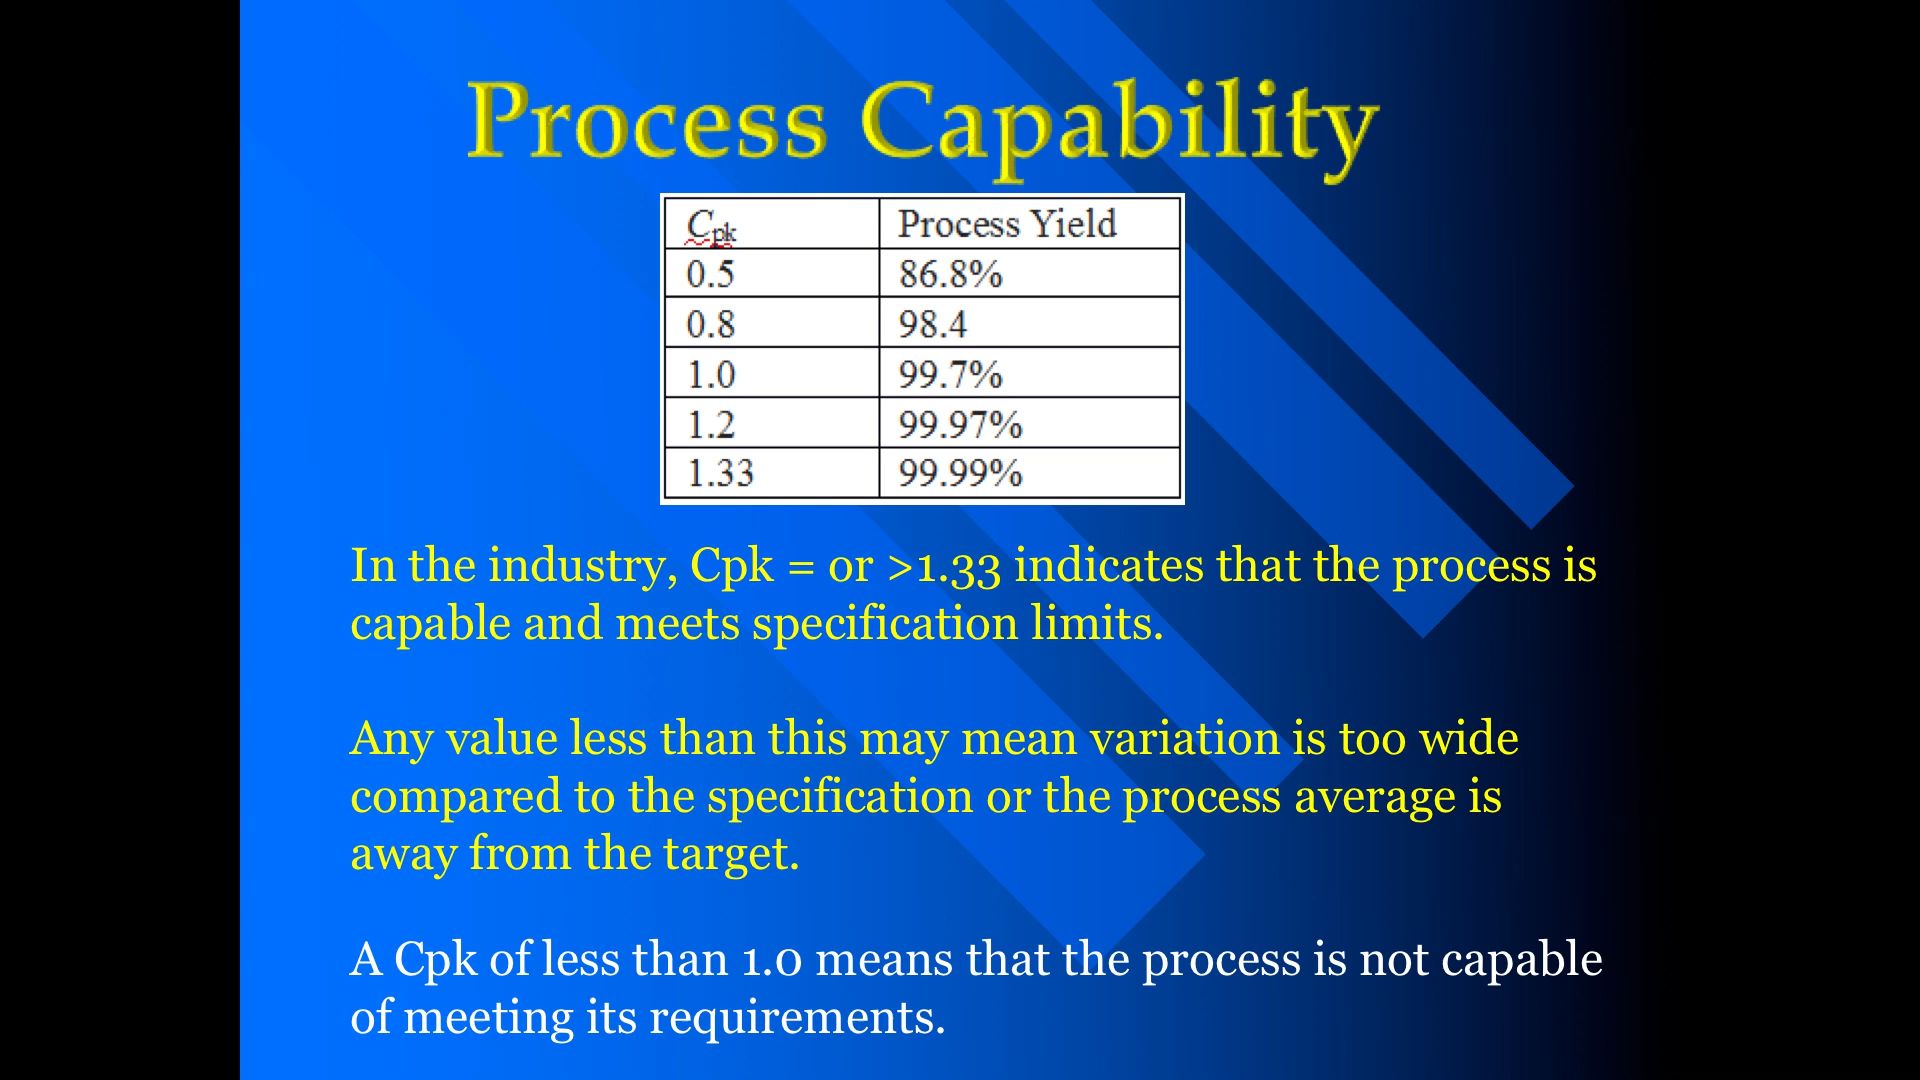 Process Capability
Cpk Process Yield
0.5 86.8%
0.8 98.4
1.0 99.7%
1.2 99.97%
1.33 99.99%
In the industry, Cpk = or >1.33 indicates that the process is
capable and meets specification limits.
Any value less than this may mean variation is too wide
compared to the specification or the process average is
away from the target.
A Cpk of less than 1.0 means that the process is not capable
of meeting its requirements.